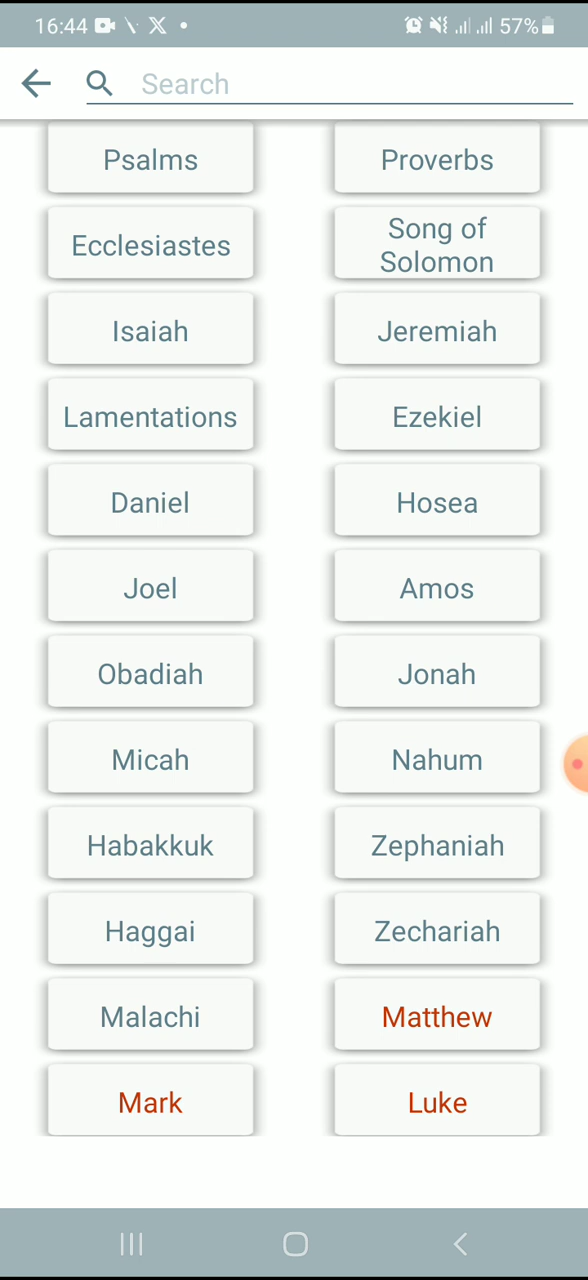 16:44 57%
Search
Psalms Proverbs
Ecclesiastes Song of
Solomon
Isaiah Jeremiah
Lamentations Ezekiel
Daniel Hosea
Joel Amos
Obadiah Jonah
Micah Nahum
Habakkuk Zephaniah
Haggai Zechariah
Malachi Matthew
Mark Luke